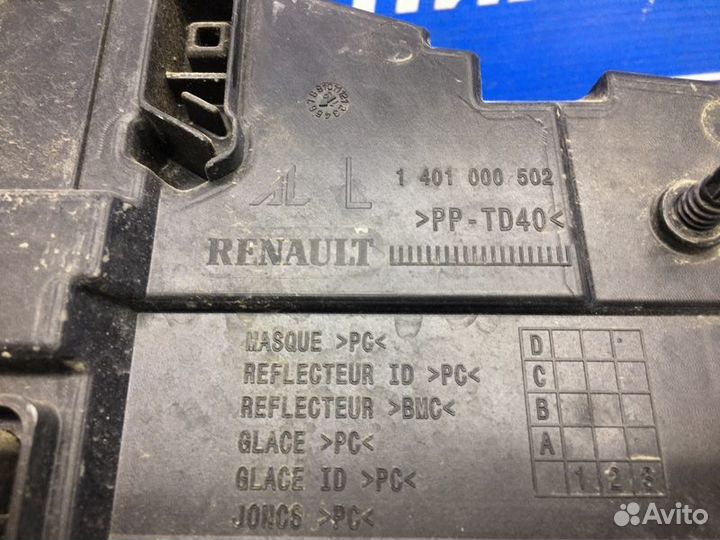 AL L 1 401 000 502
>PP-TD40<
RENAULT
MASQUE >PC<
REFLECTEUR ID >PC<
REFLECTEUR >BMC<
GLACE >PC<
GLACE ID >PC<
JONCS >PC<
D
C
B
A
1 2 3
Avito